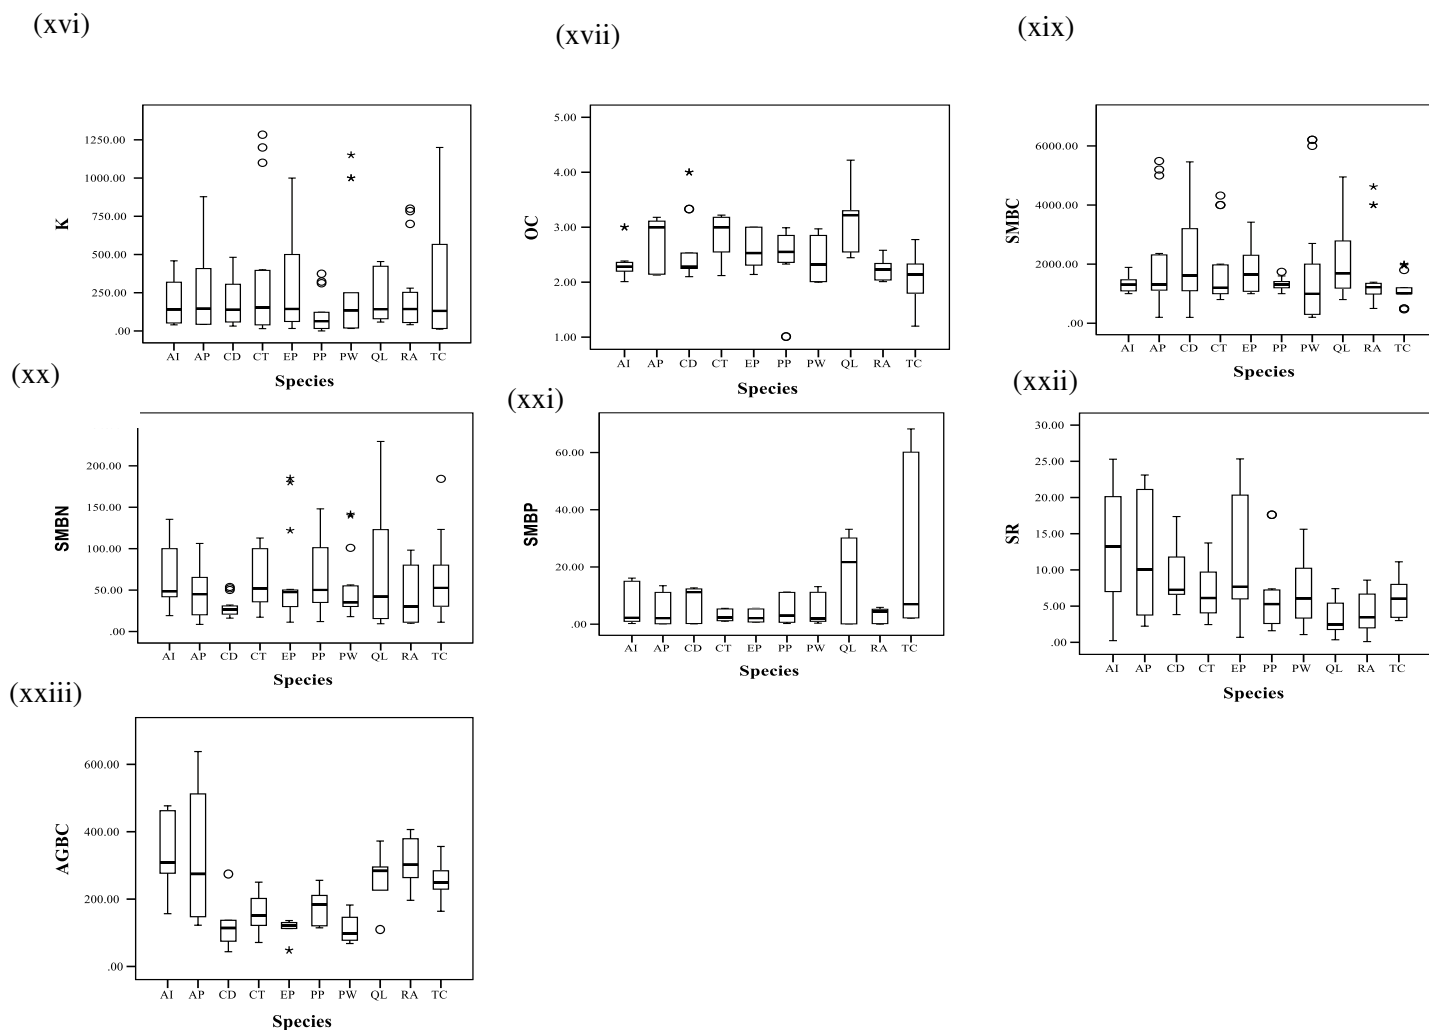 (xvi)
(xvii)
(xix)
K
1250.00
1000.00
750.00
500.00
250.00
.00
AI AP CD CT EP PP PW QL RA TC
Species
OC
5.00
4.00
3.00
2.00
1.00
AI AP CD CT EP PP PW QL RA TC
Species
SMBC
6000.00
4000.00
2000.00
.00
AI AP CD CT EP PP PW QL RA TC
Species
(xx)
(xxi)
(xxii)
SMBN
200.00
150.00
100.00
50.00
.00
AI AP CD CT EP PP PW QL RA TC
Species
SMBP
60.00
40.00
20.00
.00
AI AP CD CT EP PP PW QL RA TC
Species
SR
30.00
25.00
20.00
15.00
10.00
5.00
.00
AI AP CD CT EP PP PW QL RA TC
Species
(xxiii)
AGBC
600.00
400.00
200.00
.00
AI AP CD CT EP PP PW QL RA TC
Species